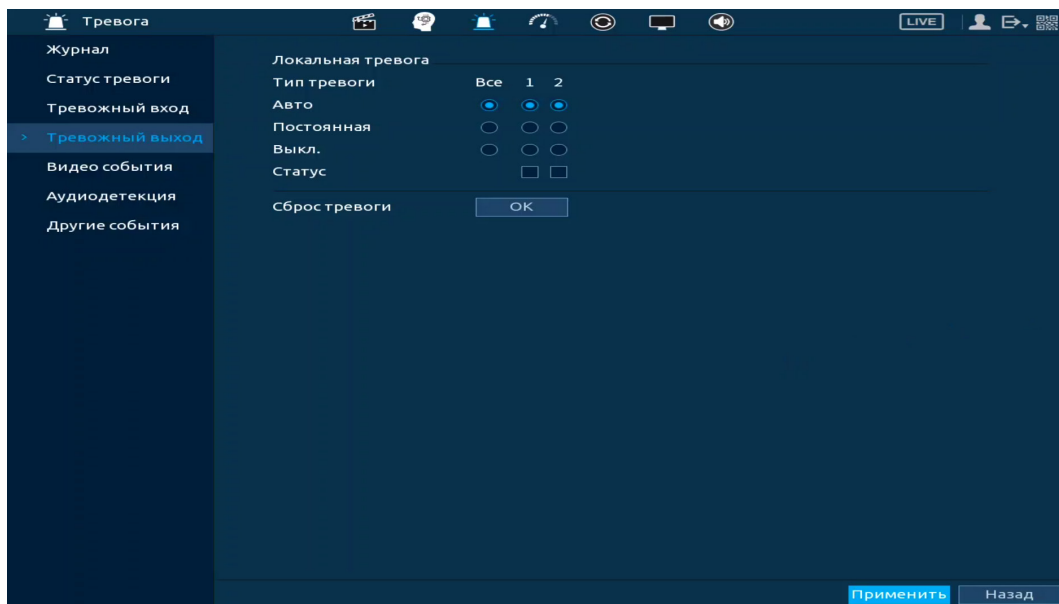 Тревога LIVE
Журнал
Статус тревоги
Тревожный вход
> Тревожный выход
Видео события
Аудиодетекция
Другие события
Локальная тревога
Тип тревоги Все 1 2
Авто
Постоянная
Выкл.
Статус
Сброс тревоги OK
Применить Назад